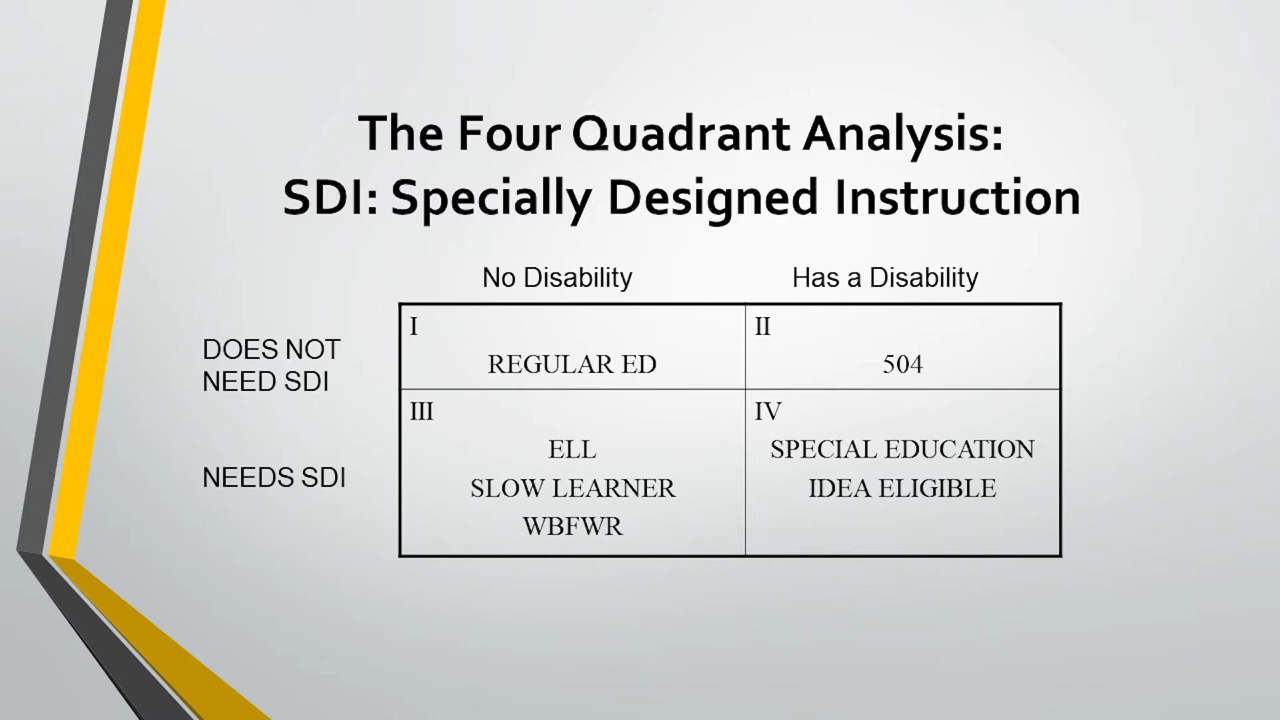 The Four Quadrant Analysis:
SDI: Specially Designed Instruction
No Disability
Has a Disability
DOES NOT
NEED SDI
I
REGULAR ED
II
504
NEEDS SDI
III
ELL
SLOW LEARNER
WBFWR
IV
SPECIAL EDUCATION
IDEA ELIGIBLE